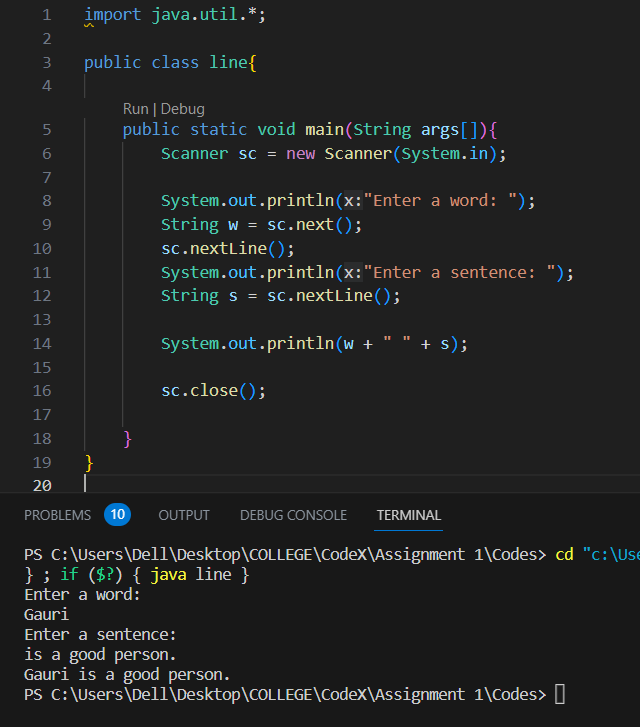 1 import java.util.*;
2
3 public class line{
4
Run | Debug
5 public static void main(String args[]){
6 Scanner sc = new Scanner(System.in);
7
8 System.out.println(x:"Enter a word: ");
9 String w = sc.next();
10 sc.nextLine();
11 System.out.println(x:"Enter a sentence: ");
12 String s = sc.nextLine();
13
14 System.out.println(w + " " + s);
15
16 sc.close();
17
18 }
19 }
20
PROBLEMS 10 OUTPUT DEBUG CONSOLE TERMINAL
PS C:\Users\Dell\Desktop\COLLEGE\CodeX\Assignment 1\Codes> cd "c:\Use
} ; if ($?) { java line }
Enter a word:
Gauri
Enter a sentence:
is a good person.
Gauri is a good person.
PS C:\Users\Dell\Desktop\COLLEGE\CodeX\Assignment 1\Codes>